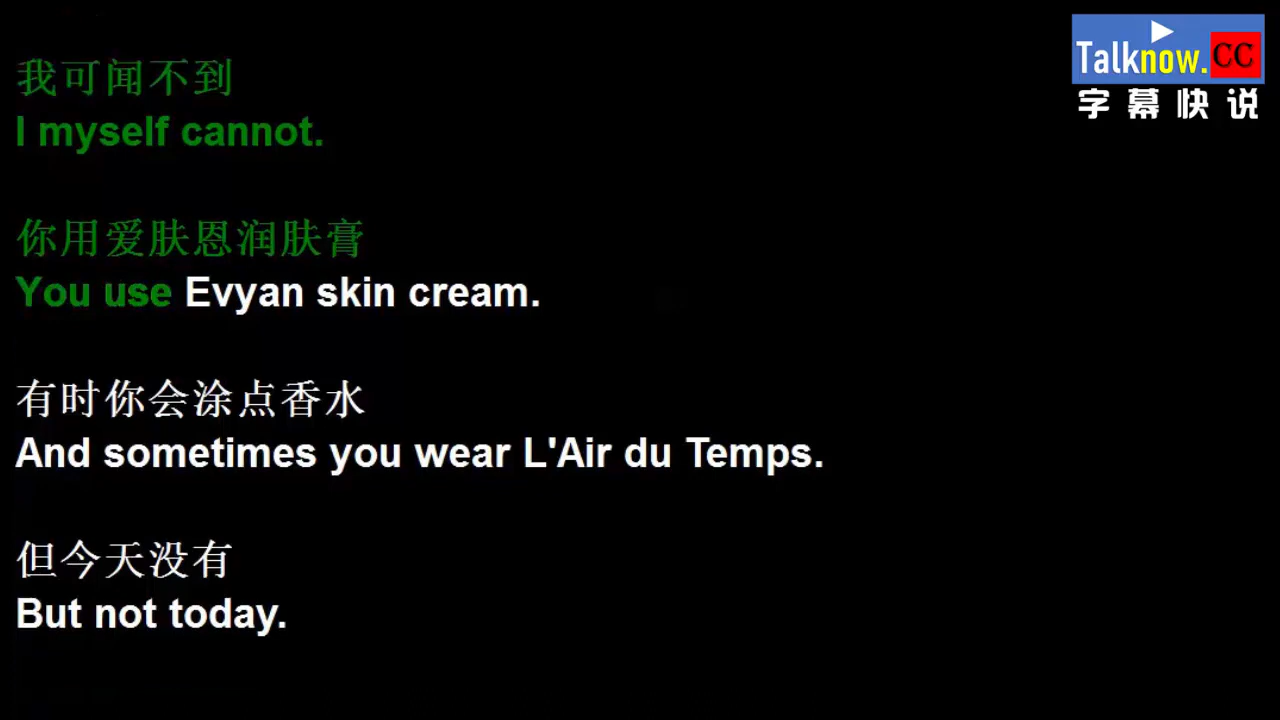 Talknow.CC
字幕快说
我可闻不到
I myself cannot.
你用爱肤恩润肤膏
You use Evyan skin cream.
有时你会涂点香水
And sometimes you wear L'Air du Temps.
但今天没有
But not today.